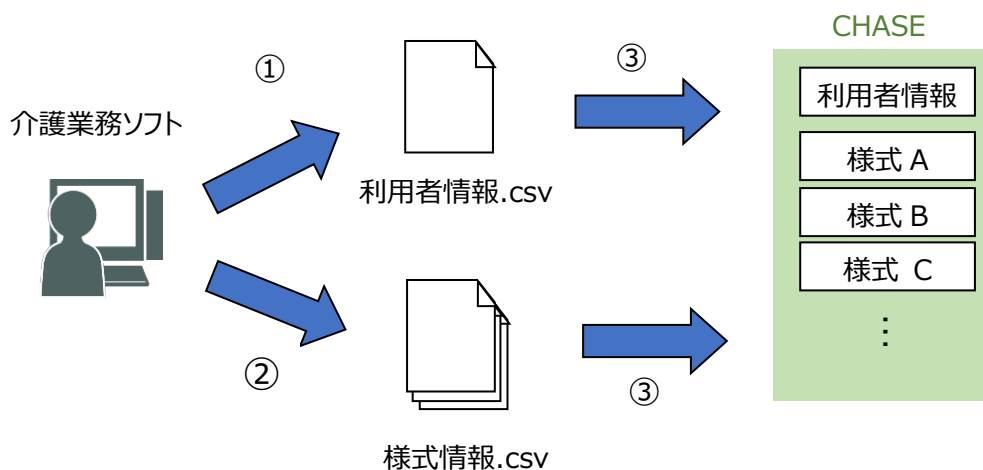 CHASE
①
③
利用者情報
介護業務ソフト
様式 A
利用者情報.csv
様式 B
様式 C
⋮
②
③
様式情報.csv